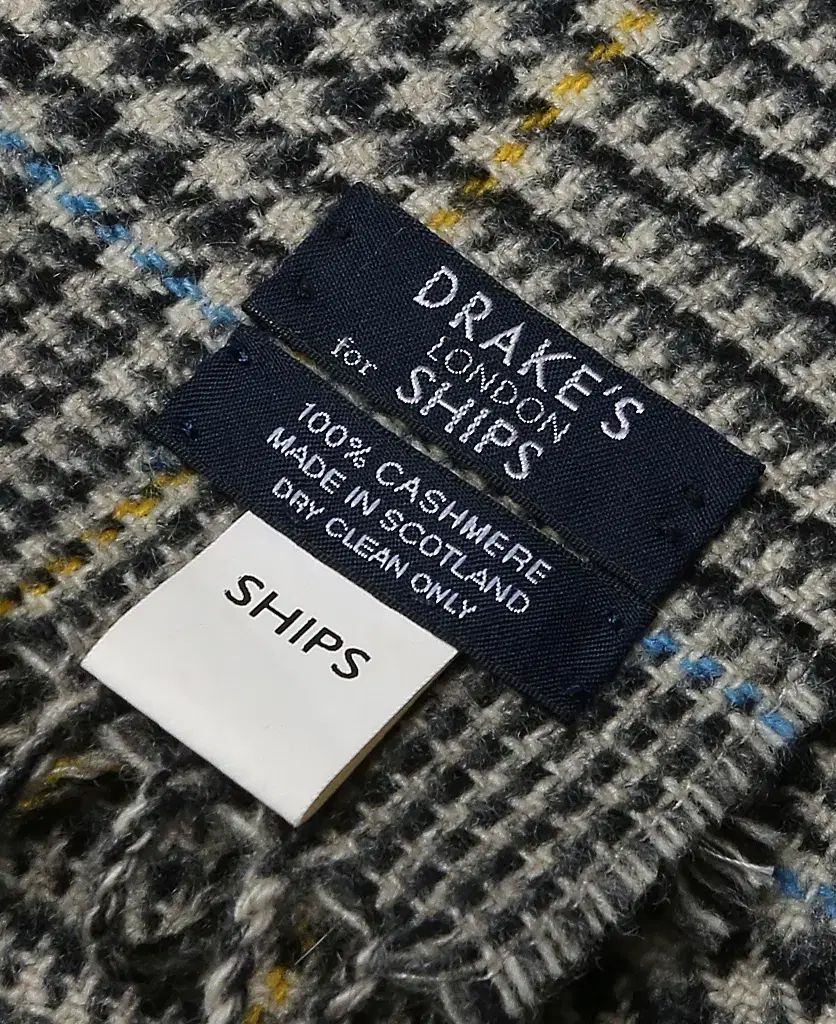 DRAKE'S
LONDON
for SHIPS
100% CASHMERE
MADE IN SCOTLAND
DRY CLEAN ONLY
SHIPS